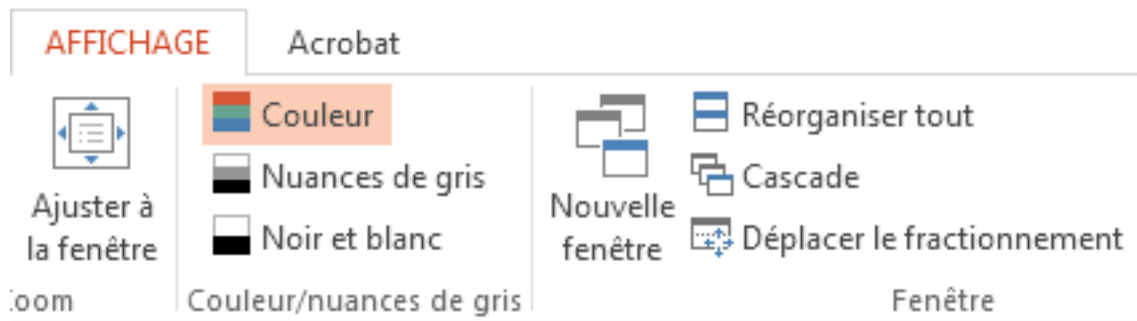 AFFICHAGE Acrobat
Couleur
Réorganiser tout
Nuances de gris
Cascade
Ajuster à
la fenêtre
Nouvelle
fenêtre
Noir et blanc
Déplacer le fractionnement
Couleur/nuances de gris
Fenêtre